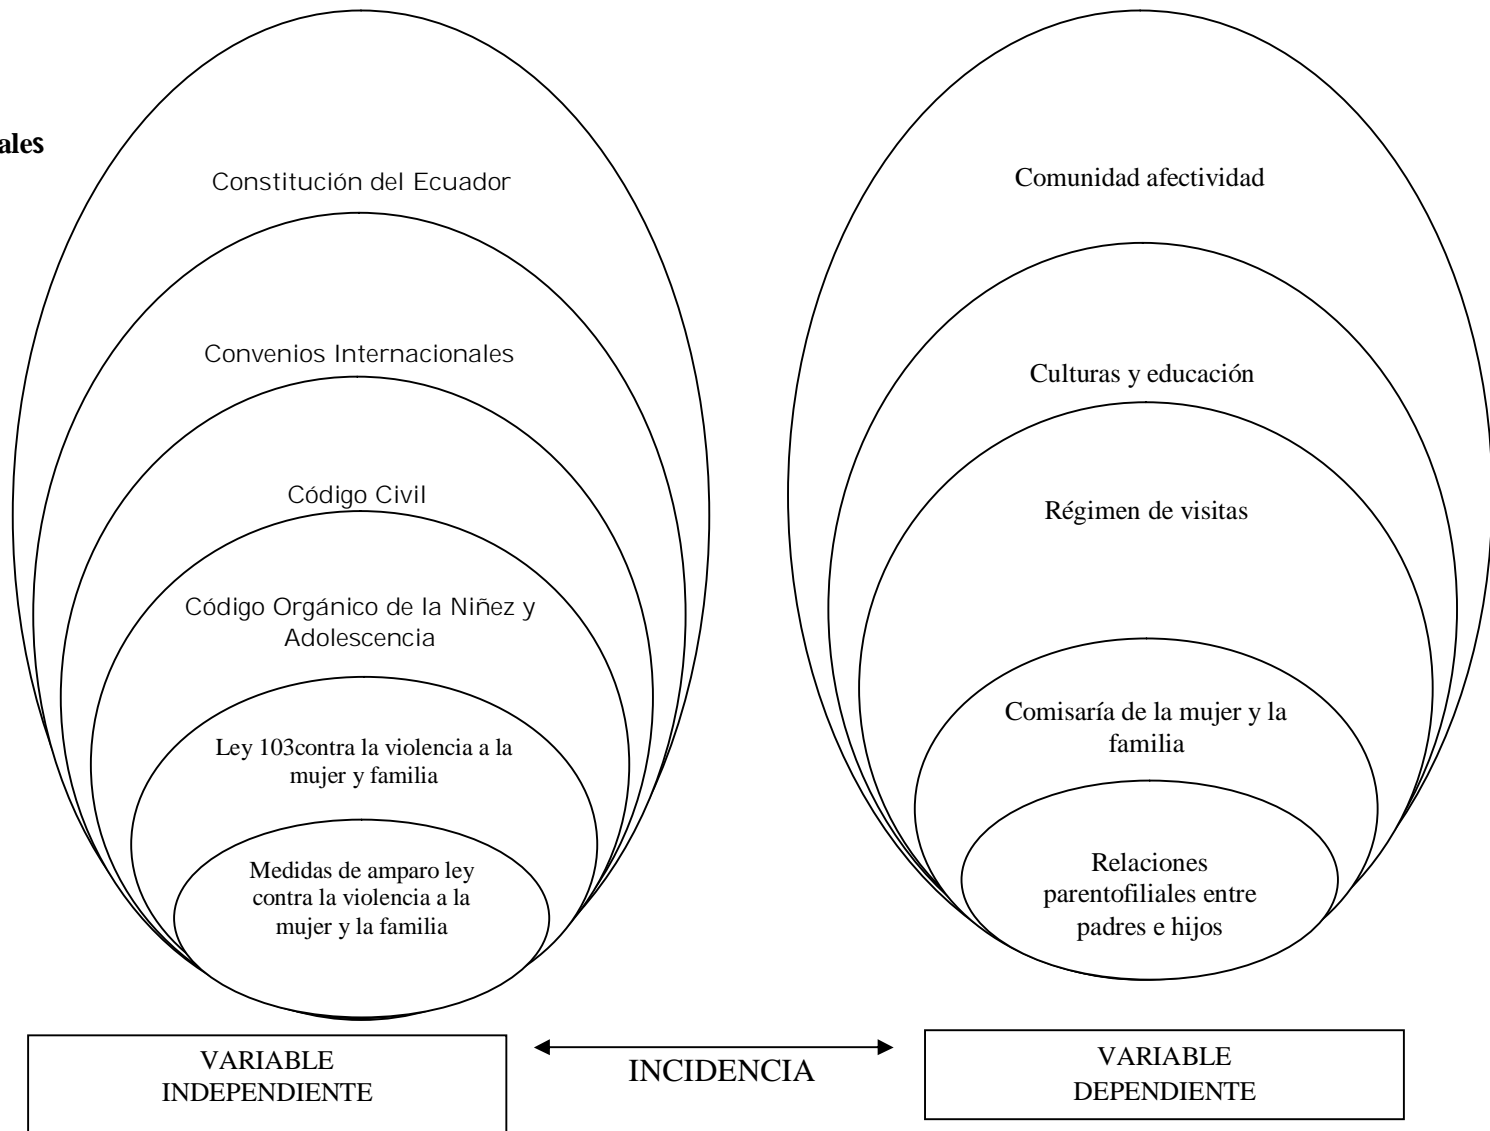 ales
Constitución del Ecuador
Convenios Internacionales
Código Civil
Código Orgánico de la Niñez y
Adolescencia
Ley 103contra la violencia a la
mujer y familia
Medidas de amparo ley
contra la violencia a la
mujer y la familia
VARIABLE
INDEPENDIENTE
INCIDENCIA
Comunidad afectividad
Culturas y educación
Régimen de visitas
Comisaría de la mujer y la
familia
Relaciones
parentofiliales entre
padres e hijos
VARIABLE
DEPENDIENTE